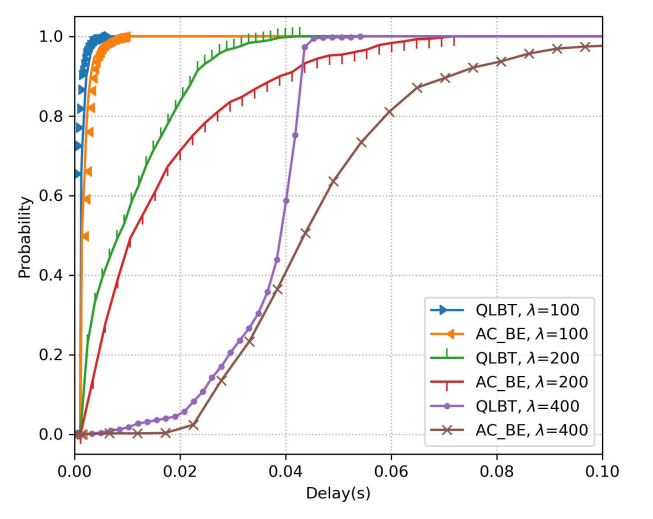 1.0
0.8
0.6
0.4
0.2
0.0
Probability
QLBT, λ=100
AC_BE, λ=100
QLBT, λ=200
AC_BE, λ=200
QLBT, λ=400
AC_BE, λ=400
0.00 0.02 0.04 0.06 0.08 0.10
Delay(s)